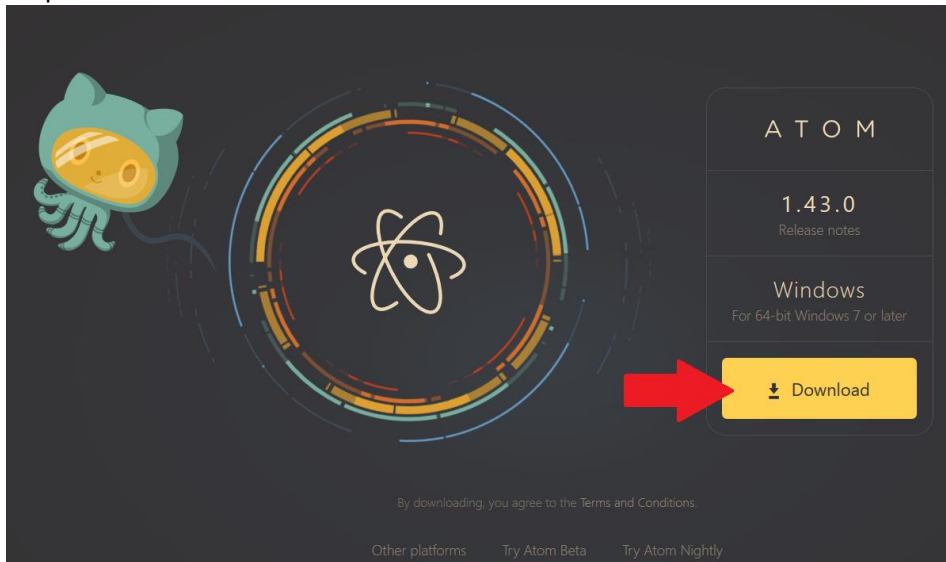 ATOM
1.43.0
Release notes
Windows
For 64-bit Windows 7 or later
Download
By downloading, you agree to the Terms and Conditions.
Other platforms Try Atom Beta Try Atom Nightly